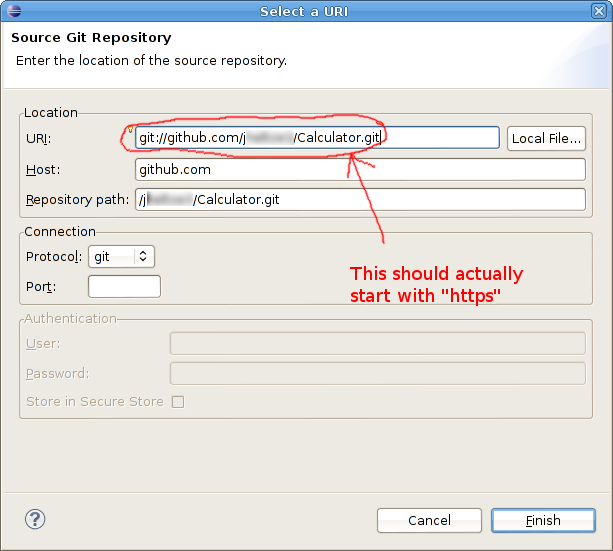 Select a URI
Source Git Repository
Enter the location of the source repository.
Location
URI: git://github.com/j /Calculator.git Local File...
Host: github.com
Repository path: /j /Calculator.git
Connection
Protocol: git
Port:
This should actually
start with "https"
Authentication
User:
Password:
Store in Secure Store
? Cancel Finish